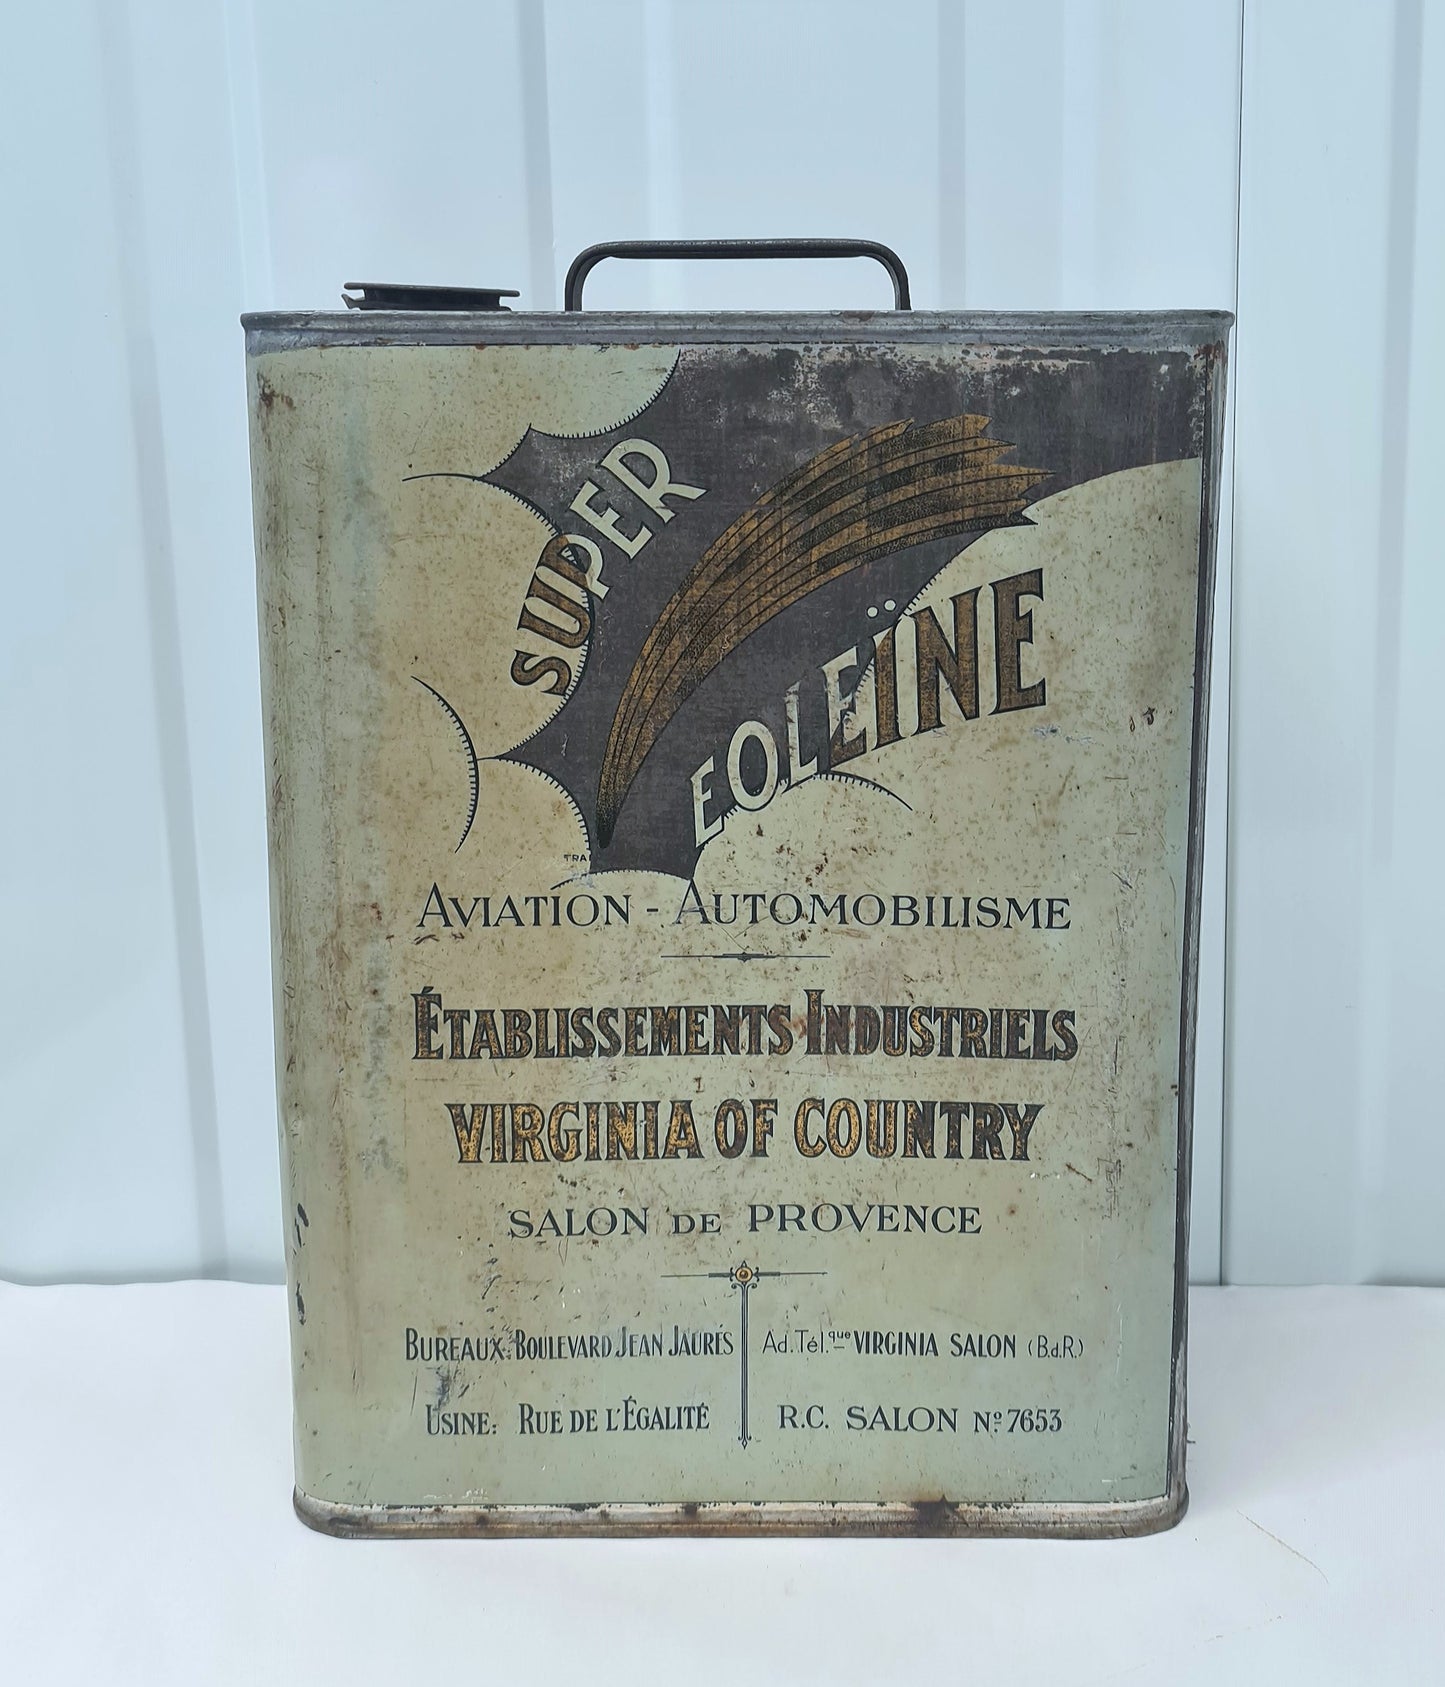 SUPER
EOLEÏNE
AVIATION - AUTOMOBILISME
ÉTABLISSEMENTS INDUSTRIELS
VIRGINIA OF COUNTRY
SALON DE PROVENCE
BUREAUX: BOULEVARD JEAN JAURÉS
Ad. Tél.que VIRGINIA SALON (B.d.R.)
USINE: RUE DE L'ÉGALITÉ
R.C. SALON No 7653